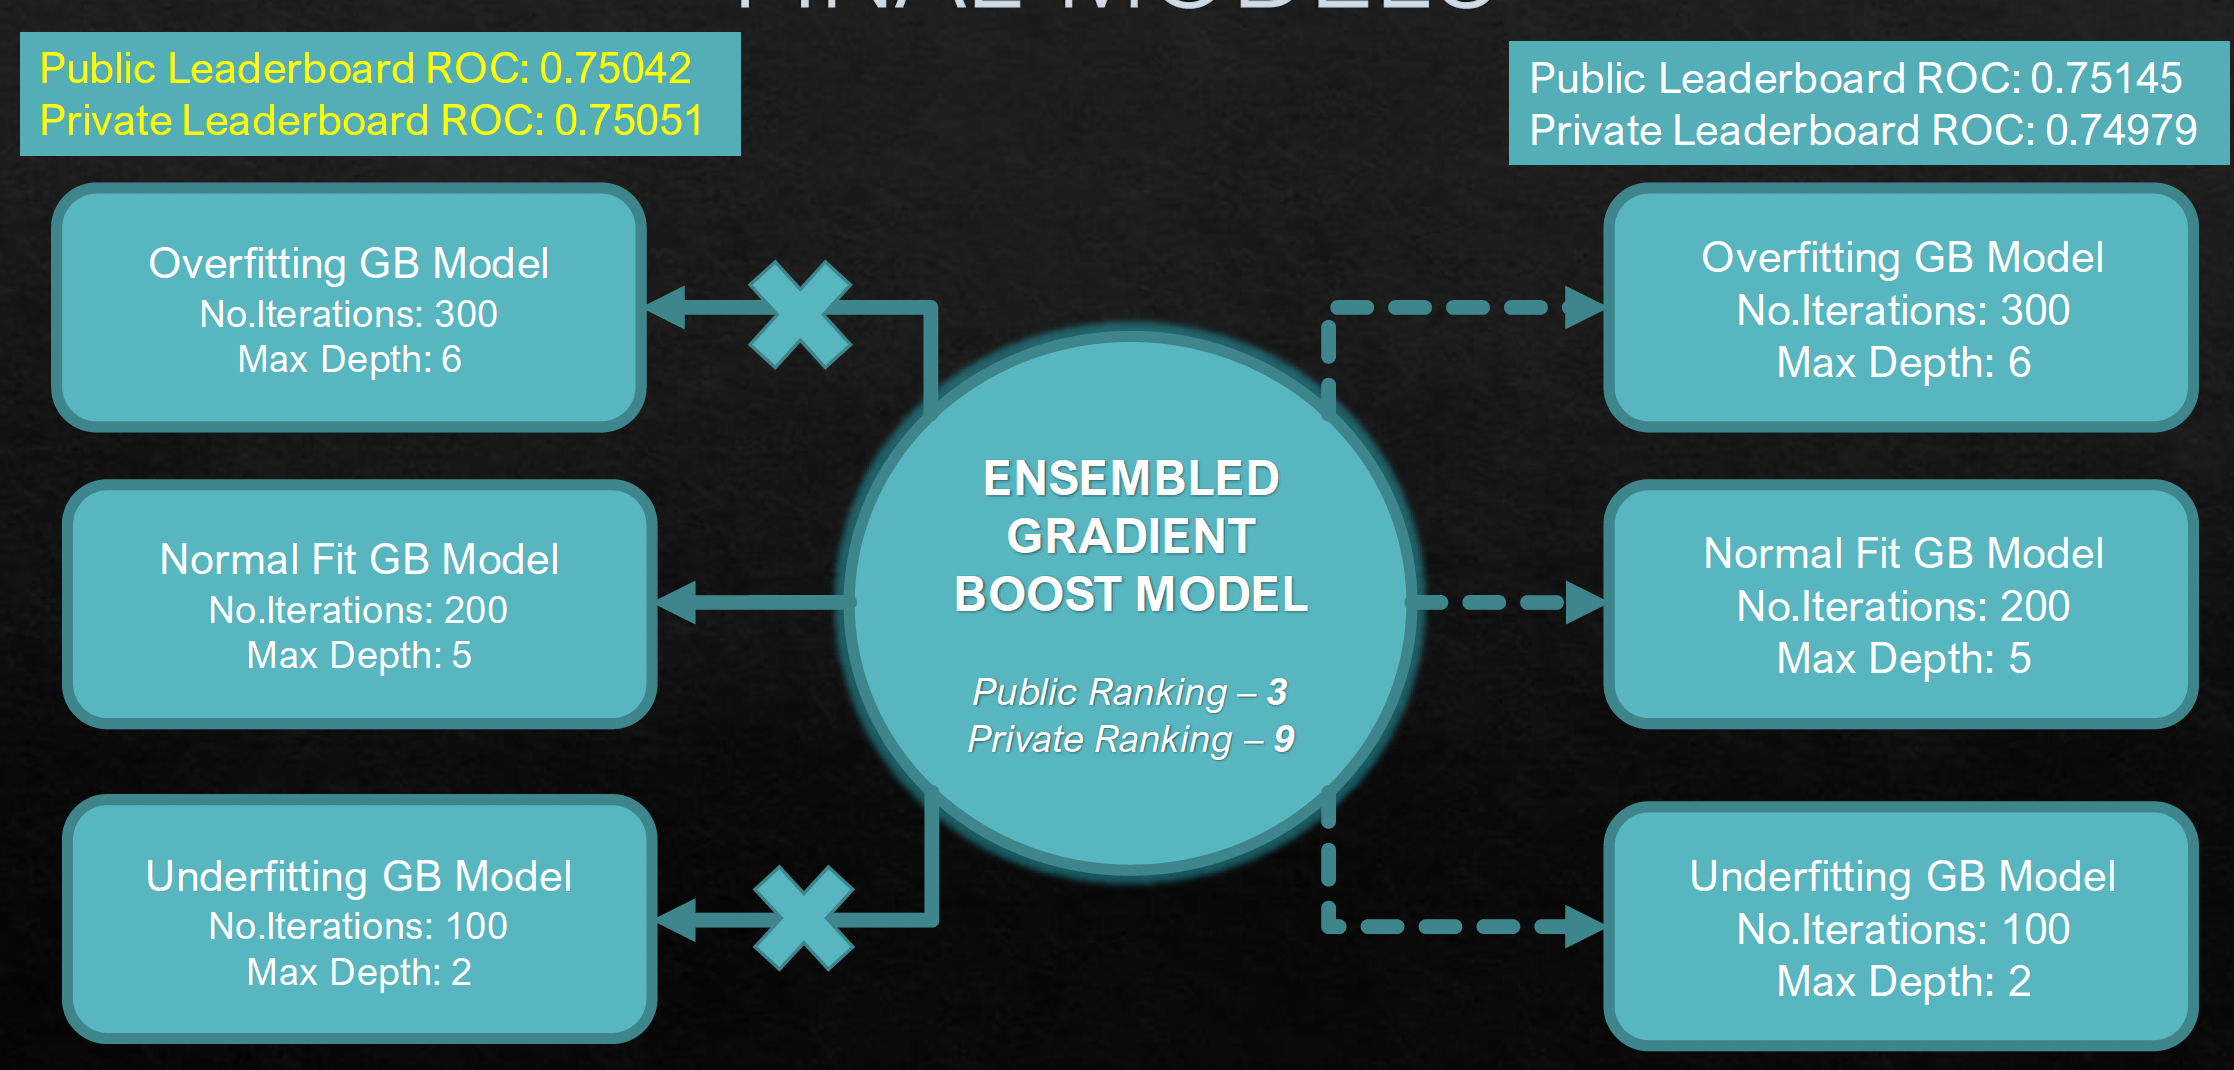 FINAL MODELS
Public Leaderboard ROC: 0.75042
Private Leaderboard ROC: 0.75051
Public Leaderboard ROC: 0.75145
Private Leaderboard ROC: 0.74979
Overfitting GB Model
No.Iterations: 300
Max Depth: 6
Normal Fit GB Model
No.Iterations: 200
Max Depth: 5
Underfitting GB Model
No.Iterations: 100
Max Depth: 2
ENSEMBLED
GRADIENT
BOOST MODEL
Public Ranking – 3
Private Ranking – 9
Overfitting GB Model
No.Iterations: 300
Max Depth: 6
Normal Fit GB Model
No.Iterations: 200
Max Depth: 5
Underfitting GB Model
No.Iterations: 100
Max Depth: 2